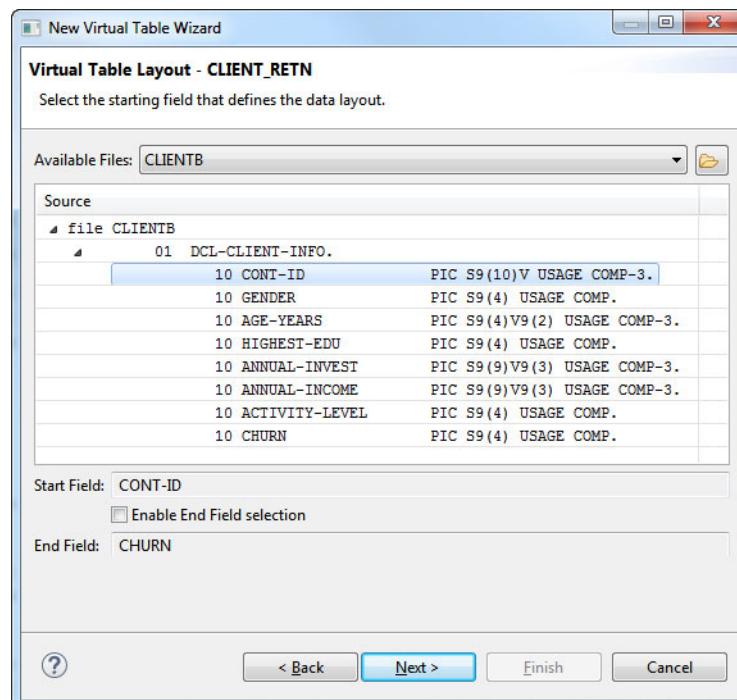 New Virtual Table Wizard
Virtual Table Layout - CLIENT_RETN
Select the starting field that defines the data layout.
Available Files: CLIENTB
Source
file CLIENTB
01 DCL-CLIENT-INFO.
10 CONT-ID PIC S9(10)V USAGE COMP-3.
10 GENDER PIC S9(4) USAGE COMP.
10 AGE-YEARS PIC S9(4)V9(2) USAGE COMP-3.
10 HIGHEST-EDU PIC S9(4) USAGE COMP.
10 ANNUAL-INVEST PIC S9(9)V9(3) USAGE COMP-3.
10 ANNUAL-INCOME PIC S9(9)V9(3) USAGE COMP-3.
10 ACTIVITY-LEVEL PIC S9(4) USAGE COMP.
10 CHURN PIC S9(4) USAGE COMP.
Start Field: CONT-ID
Enable End Field selection
End Field: CHURN
? < Back Next > Finish Cancel